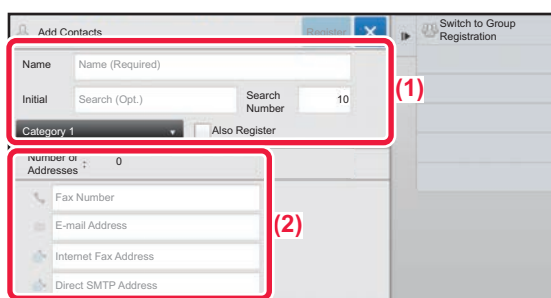 Add Contacts
Register
Switch to Group
Registration
Name
Name (Required)
(1)
Initial
Search (Opt.)
Search
Number
10
Category 1
Also Register
Number of
Addresses
:
0
Fax Number
E-mail Address
(2)
Internet Fax Address
Direct SMTP Address